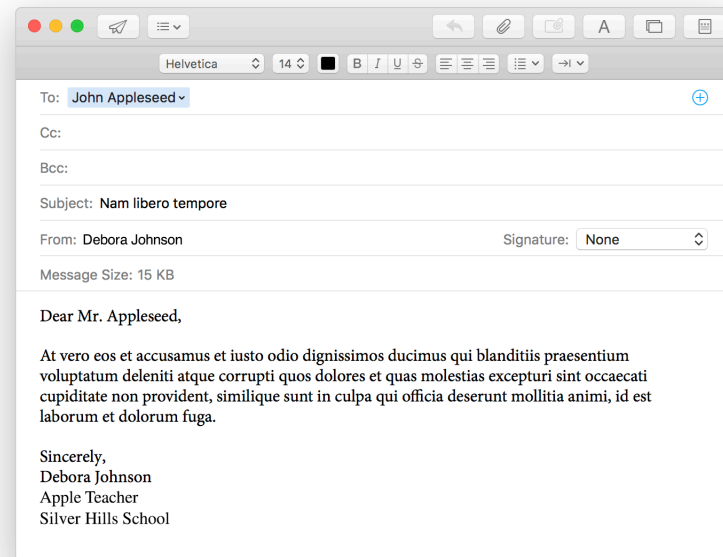 A
Helvetica 14 B I U S
To: John Appleseed
Cc:
Bcc:
Subject: Nam libero tempore
From: Debora Johnson Signature: None
Message Size: 15 KB
Dear Mr. Appleseed,
At vero eos et accusamus et iusto odio dignissimos ducimus qui blanditiis praesentium
voluptatum deleniti atque corrupti quos dolores et quas molestias excepturi sint occaecati
cupiditate non provident, similique sunt in culpa qui officia deserunt mollitia animi, id est
laborum et dolorum fuga.
Sincerely,
Debora Johnson
Apple Teacher
Silver Hills School